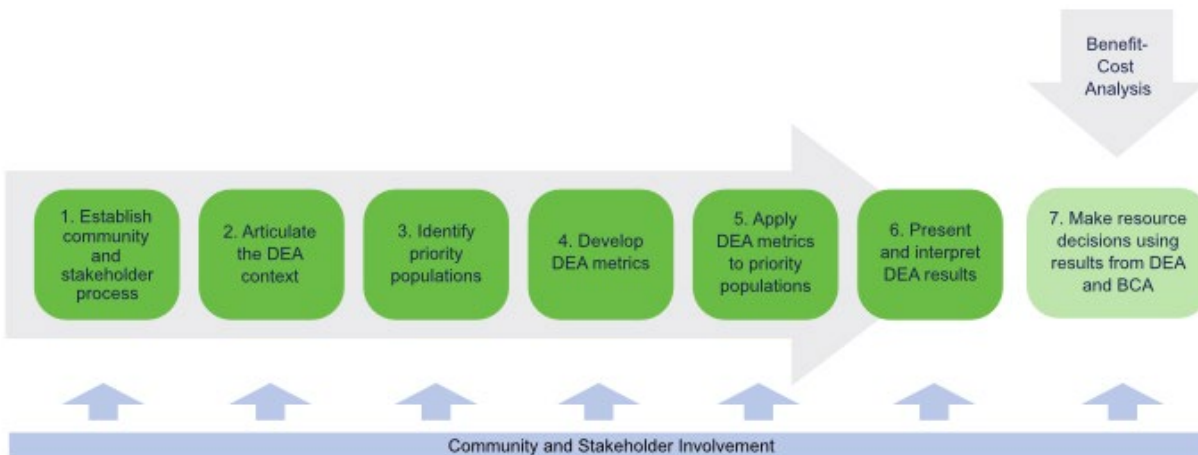 Benefit-
Cost
Analysis
1. Establish
community
and
stakeholder
process
2. Articulate
the DEA
context
3. Identify
priority
populations
4. Develop
DEA metrics
5. Apply
DEA metrics
to priority
populations
6. Present
and interpret
DEA results
7. Make resource
decisions using
results from DEA
and BCA
Community and Stakeholder Involvement